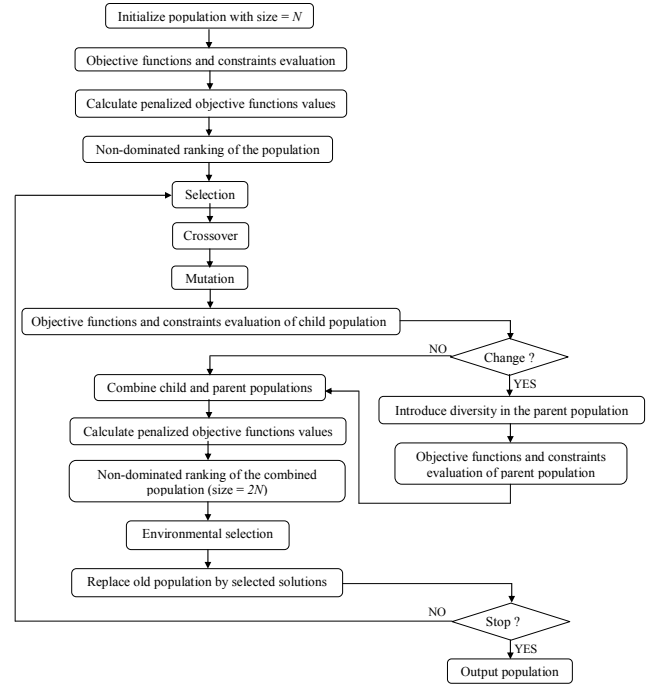 Initialize population with size = N
Objective functions and constraints evaluation
Calculate penalized objective functions values
Non-dominated ranking of the population
Selection
Crossover
Mutation
Objective functions and constraints evaluation of child population
NO
Change ?
YES
Combine child and parent populations
Introduce diversity in the parent population
Calculate penalized objective functions values
Objective functions and constraints
evaluation of parent population
Non-dominated ranking of the combined
population (size = 2N)
Environmental selection
Replace old population by selected solutions
NO
Stop ?
YES
Output population